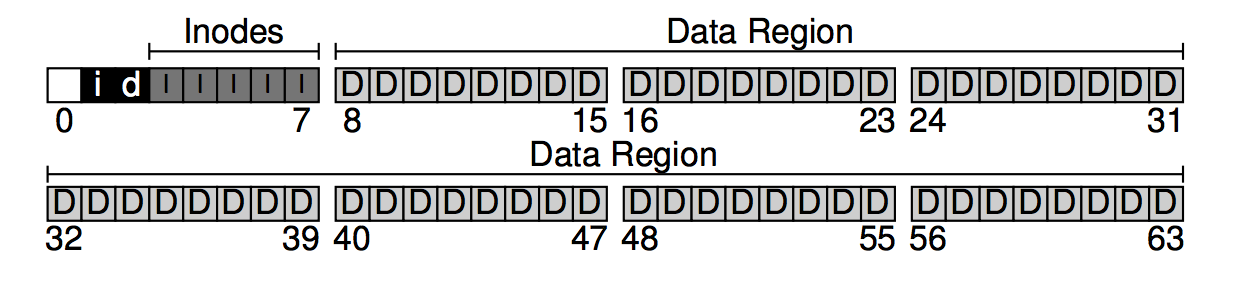 Inodes Data Region
i d I I I I I D D D D D D D D D D D D D D D D D D D D D D D D
0 7 8 15 16 23 24 31
Data Region
D D D D D D D D D D D D D D D D D D D D D D D D D D D D D D D D
32 39 40 47 48 55 56 63